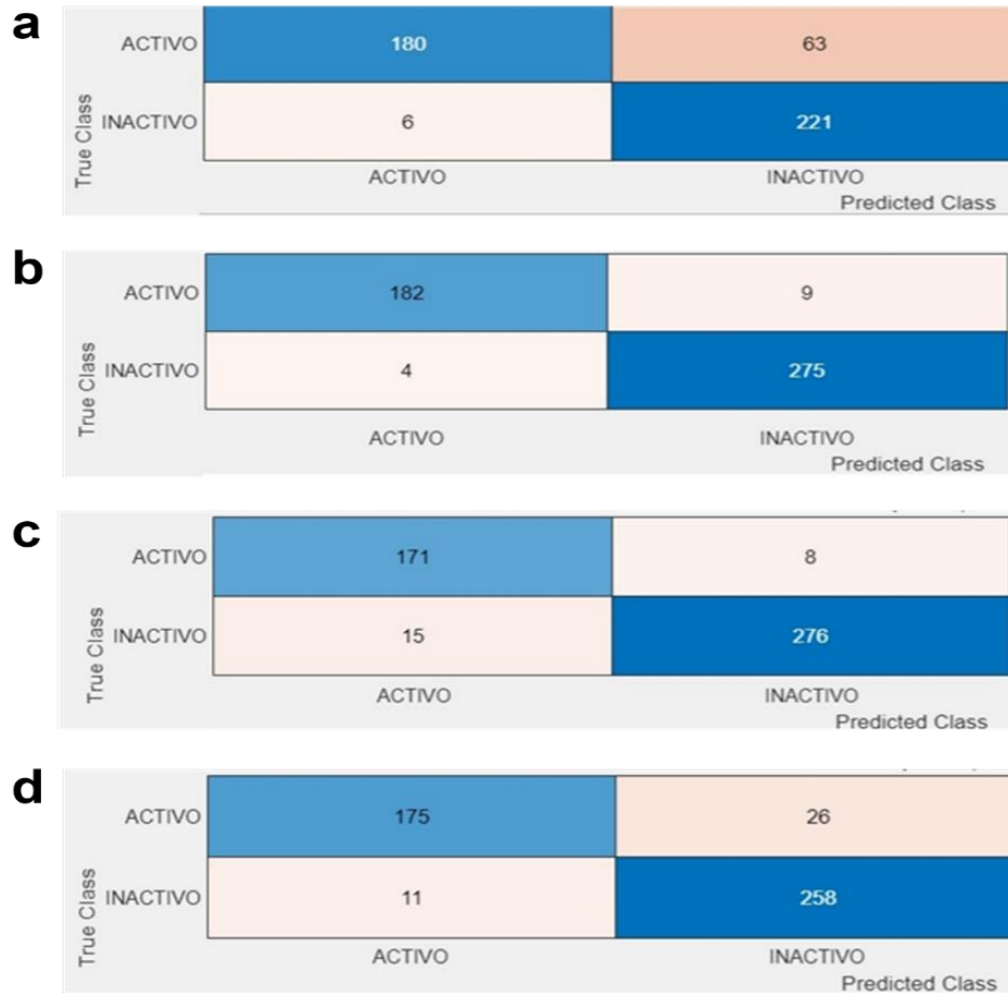 a
ACTIVO 180 63
INACTIVO 6 221
True Class
ACTIVO INACTIVO
Predicted Class
b
ACTIVO 182 9
INACTIVO 4 275
True Class
ACTIVO INACTIVO
Predicted Class
c
ACTIVO 171 8
INACTIVO 15 276
True Class
ACTIVO INACTIVO
Predicted Class
d
ACTIVO 175 26
INACTIVO 11 258
True Class
ACTIVO INACTIVO
Predicted Class